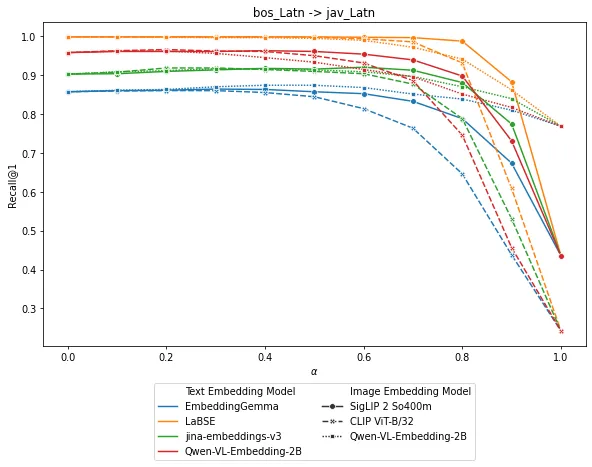 bos_Latn -> jav_Latn
Recall@1
1.0
0.9
0.8
0.7
0.6
0.5
0.4
0.3
0.0 0.2 0.4 0.6 0.8 1.0
α
Text Embedding Model Image Embedding Model
EmbeddingGemma SigLIP 2 So400m
LaBSE CLIP ViT-B/32
jina-embeddings-v3 Qwen-VL-Embedding-2B
Qwen-VL-Embedding-2B